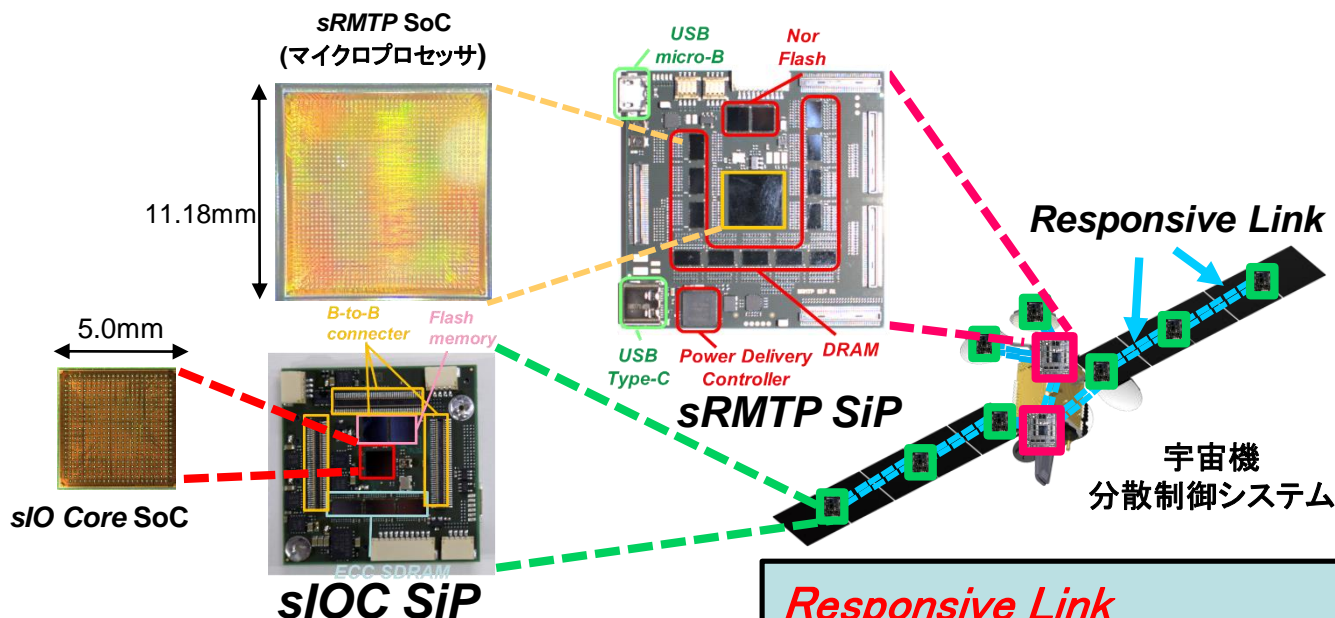 sRMTP SoC
(マイクロプロセッサ)
11.18mm
USB
micro-B
Nor
Flash
USB
Type-C
Power Delivery
Controller
DRAM
sRMTP SiP
Responsive Link
5.0mm
sIO Core SoC
B-to-B
connecter
Flash
memory
ECC SDRAM
sIOC SiP
宇宙機
分散制御システム
Responsive Link